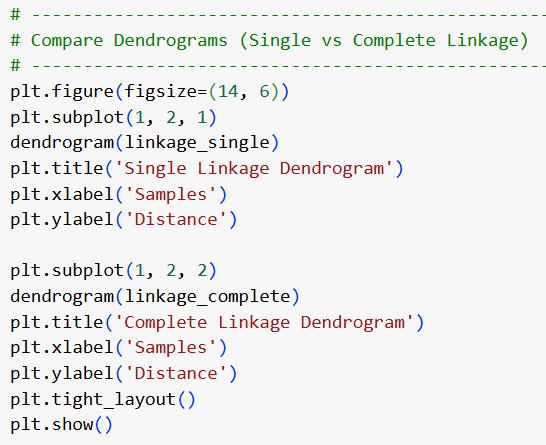 # --------------------------------------------------
# Compare Dendrograms (Single vs Complete Linkage)
# --------------------------------------------------
plt.figure(figsize=(14, 6))
plt.subplot(1, 2, 1)
dendrogram(linkage_single)
plt.title('Single Linkage Dendrogram')
plt.xlabel('Samples')
plt.ylabel('Distance')

plt.subplot(1, 2, 2)
dendrogram(linkage_complete)
plt.title('Complete Linkage Dendrogram')
plt.xlabel('Samples')
plt.ylabel('Distance')
plt.tight_layout()
plt.show()